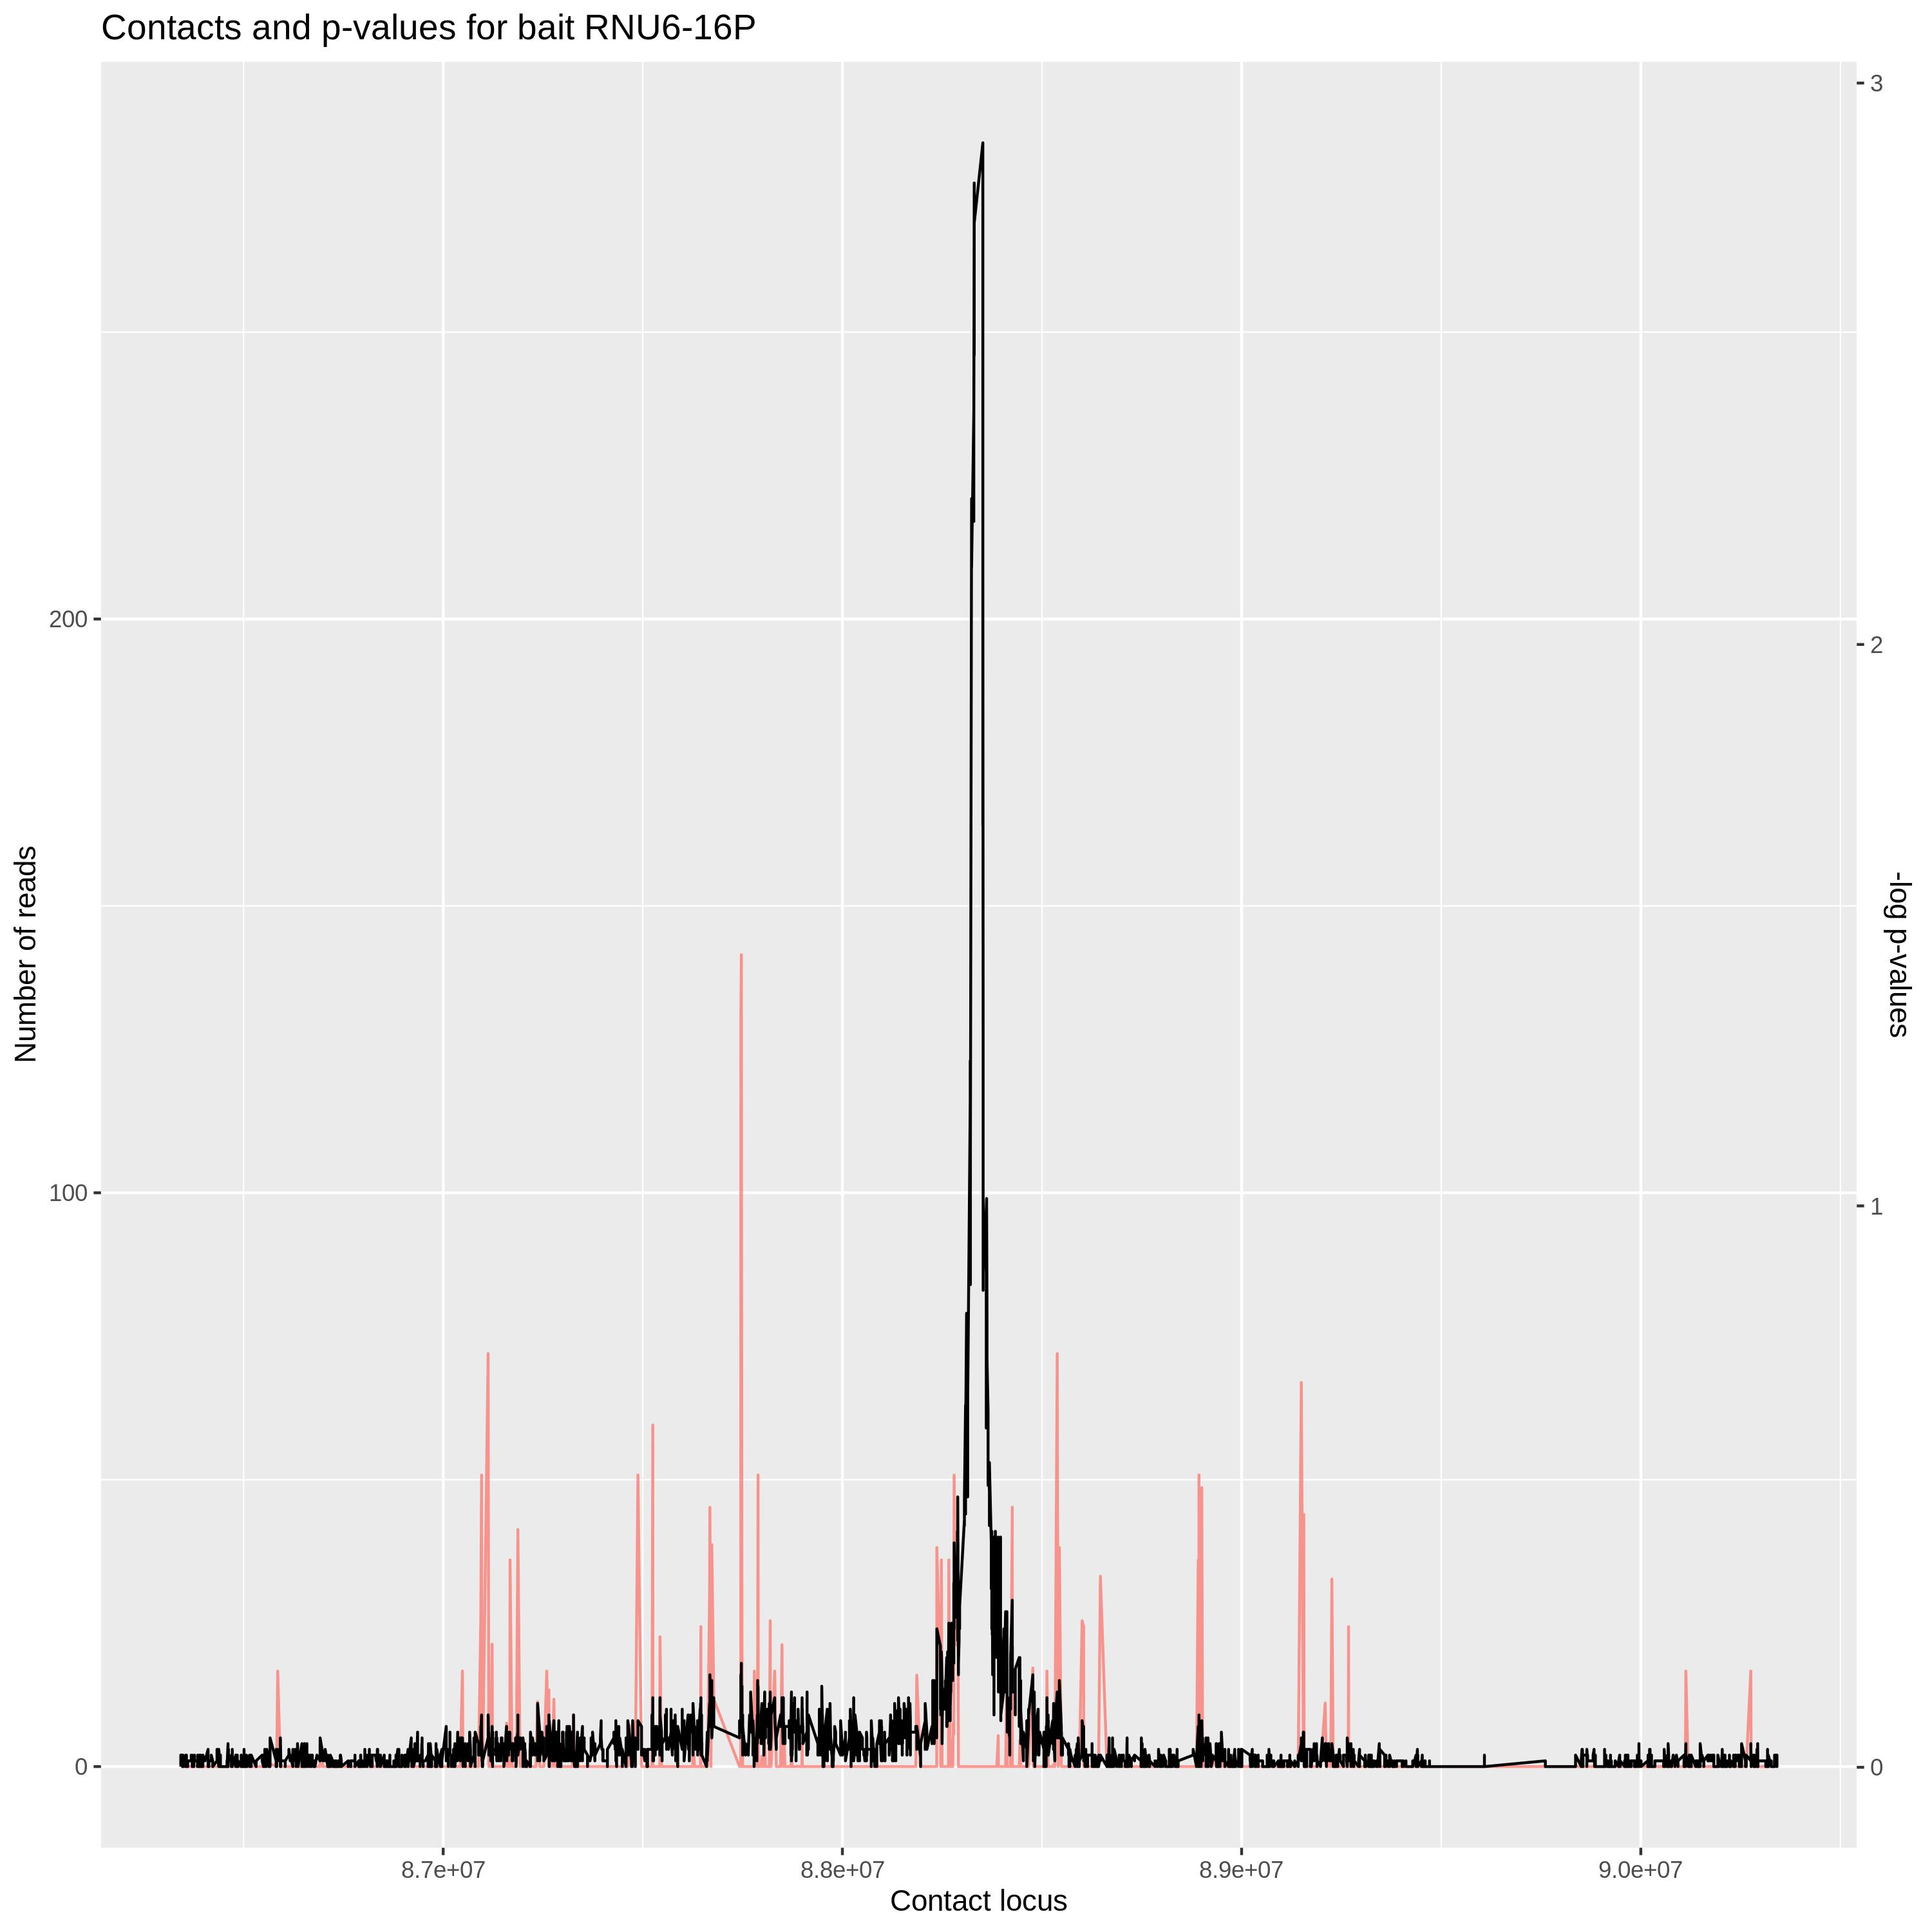 Contacts and p-values for bait RNU6-16P
3
200
2
Number of reads
-log p-values
100
1
0
0
8.7e+07
8.8e+07
8.9e+07
9.0e+07
Contact locus